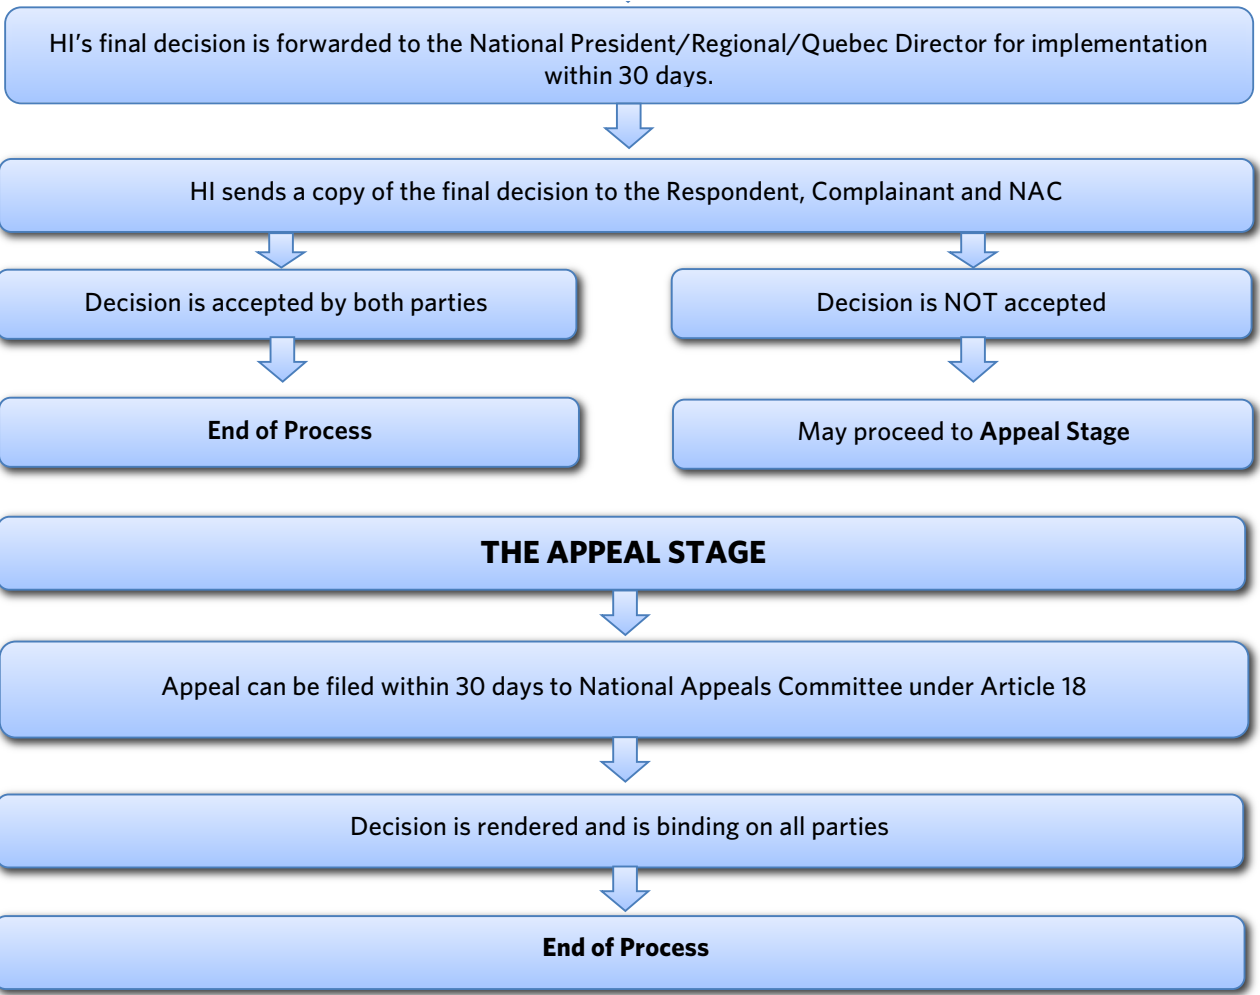 HI’s final decision is forwarded to the National President/Regional/Quebec Director for implementation
within 30 days.
HI sends a copy of the final decision to the Respondent, Complainant and NAC
Decision is accepted by both parties
Decision is NOT accepted
End of Process
May proceed to Appeal Stage
THE APPEAL STAGE
Appeal can be filed within 30 days to National Appeals Committee under Article 18
Decision is rendered and is binding on all parties
End of Process